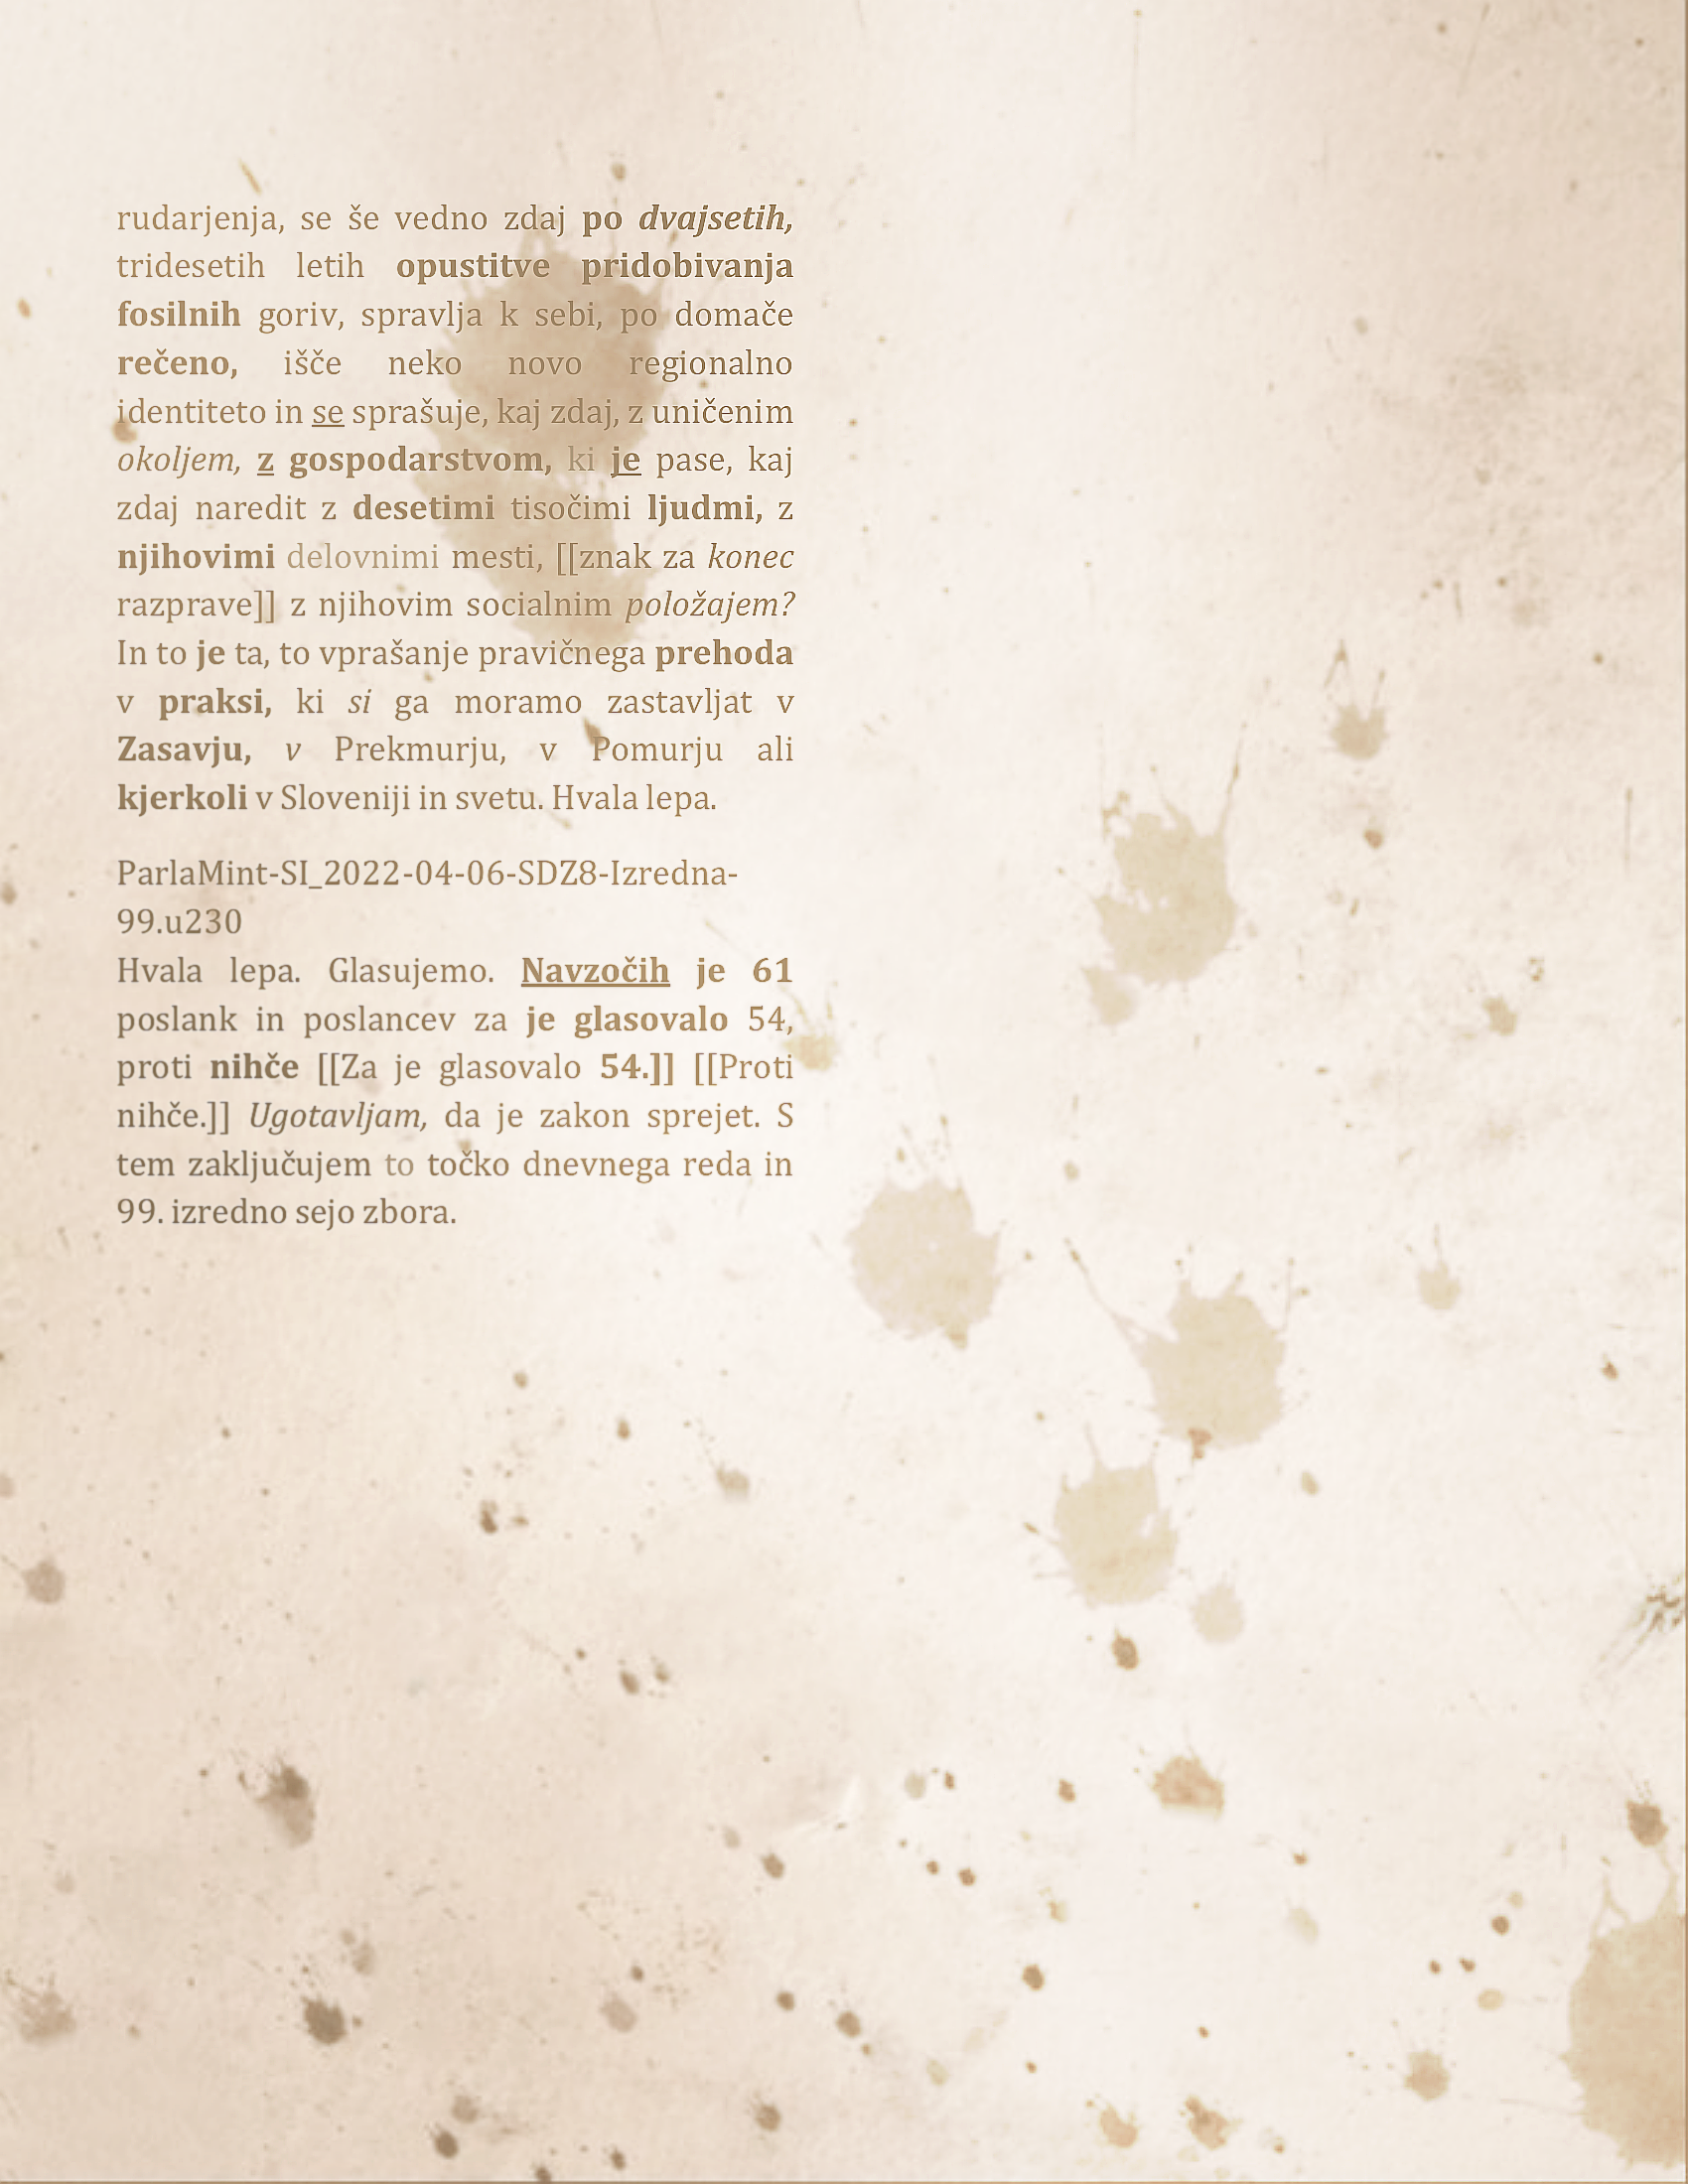 rudarjenja, se še vedno zdaj po dvajsetih,
tridesetih letih opustitve pridobivanja
fosilnih goriv, spravlja k sebi, po domače
rečeno, išče neko novo regionalno
identiteto in se sprašuje, kaj zdaj, z uničenim
okoljem, z gospodarstvom, ki je pase, kaj
zdaj naredit z desetimi tisočimi ljudmi, z
njihovimi delovnimi mesti, [[znak za konec
razprave]] z njihovim socialnim položajem?
In to je ta, to vprašanje pravičnega prehoda
v praksi, ki si ga moramo zastavljat v
Zasavju, v Prekmurju, v Pomurju ali
kjerkoli v Sloveniji in svetu. Hvala lepa.
ParlaMint-SI_2022-04-06-SDZ8-Izredna-
99.u230
Hvala lepa. Glasujemo. Navzočih je 61
poslank in poslancev za je glasovalo 54,
proti nihče [[Za je glasovalo 54.]] [[Proti
nihče.]] Ugotavljam, da je zakon sprejet. S
tem zaključujem to točko dnevnega reda in
99. izredno sejo zbora.